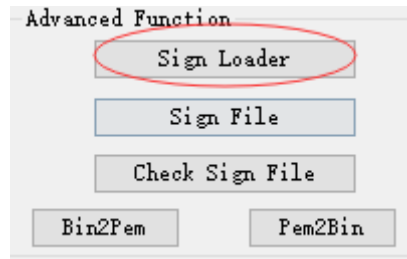 Advanced Function
Sign Loader
Sign File
Check Sign File
Bin2Pem Pem2Bin